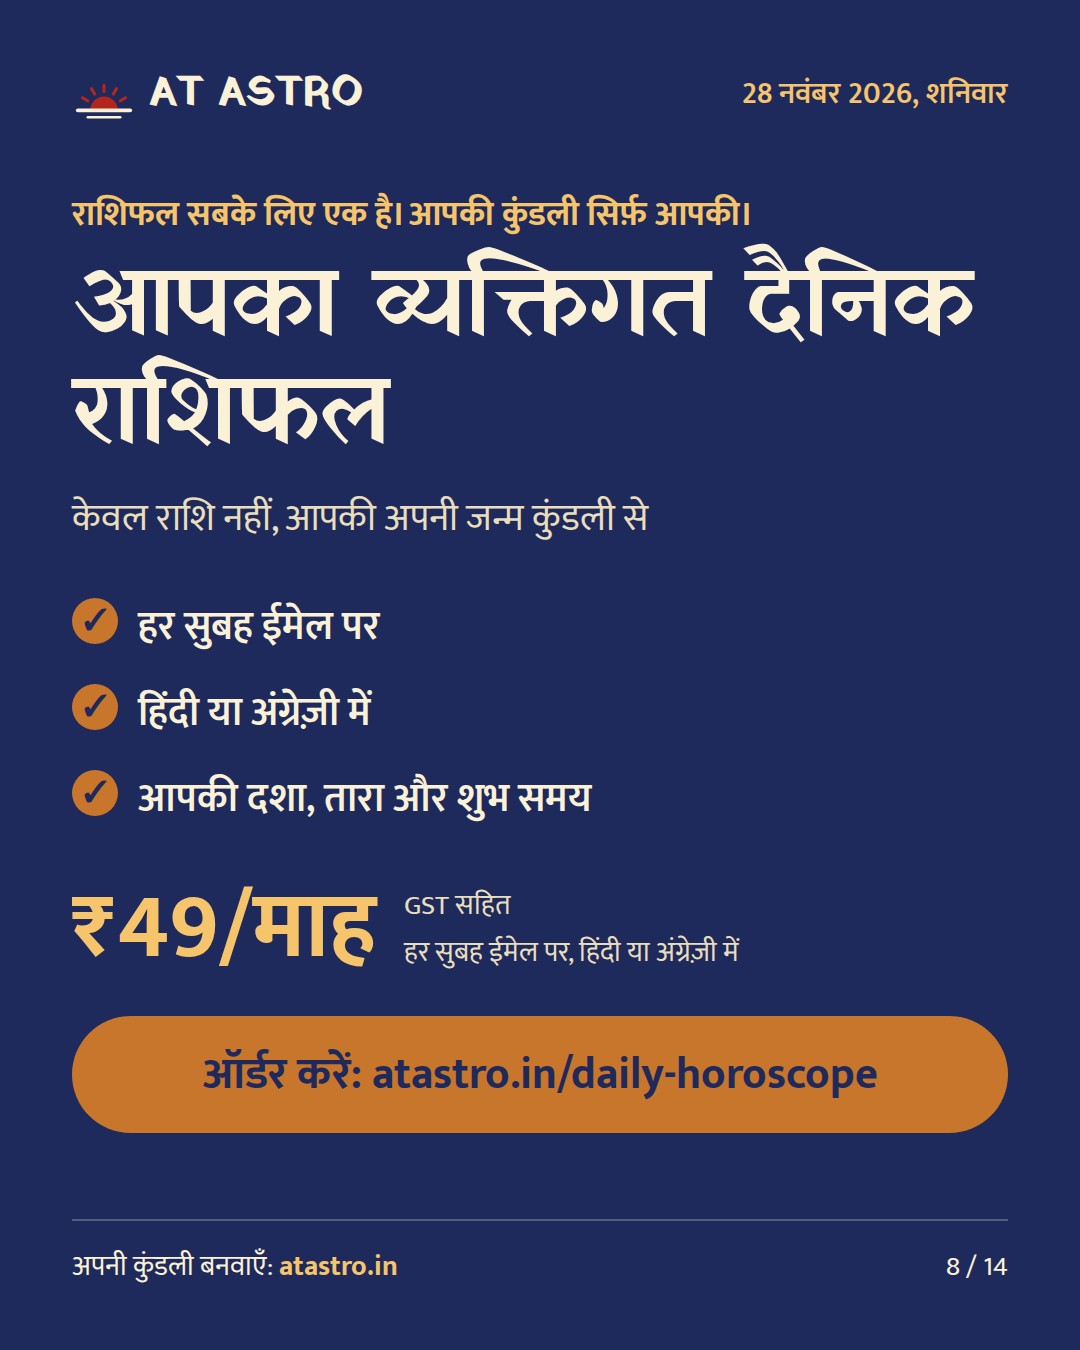 AT ASTRO
28 नवंबर 2026, शनिवार
राशिफल सबके लिए एक है। आपकी कुंडली सिर्फ़ आपकी।
आपका व्यक्तिगत दैनिक
राशिफल
केवल राशि नहीं, आपकी अपनी जन्म कुंडली से
✓ हर सुबह ईमेल पर
✓ हिंदी या अंग्रेज़ी में
✓ आपकी दशा, तारा और शुभ समय
₹49/माह
GST सहित
हर सुबह ईमेल पर, हिंदी या अंग्रेज़ी में
ऑर्डर करें: atastro.in/daily-horoscope
अपनी कुंडली बनवाएँ: atastro.in
8 / 14